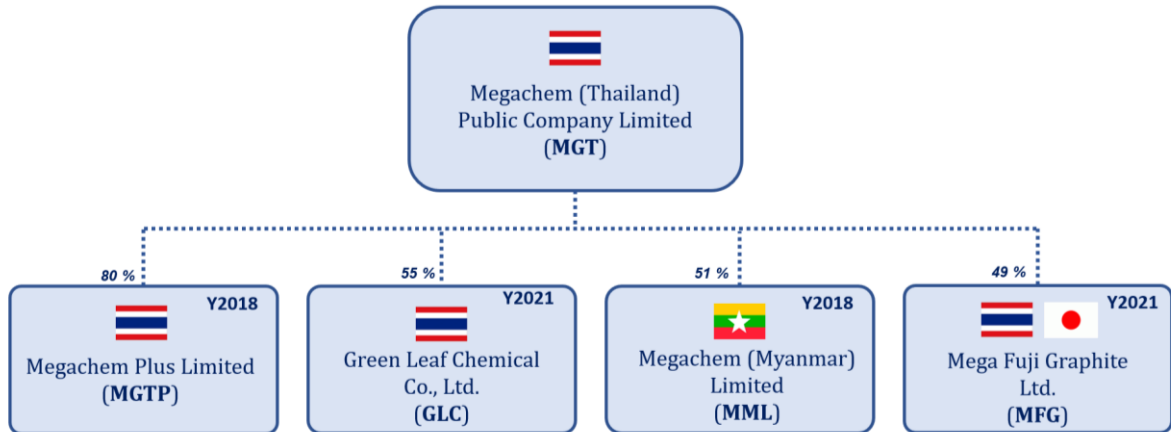 Megachem (Thailand)
Public Company Limited
(MGT)
80 %
55 %
51 %
49 %
Y2018
Megachem Plus Limited
(MGTP)
Y2021
Green Leaf Chemical
Co., Ltd.
(GLC)
Y2018
Megachem (Myanmar)
Limited
(MML)
Y2021
Mega Fuji Graphite
Ltd.
(MFG)